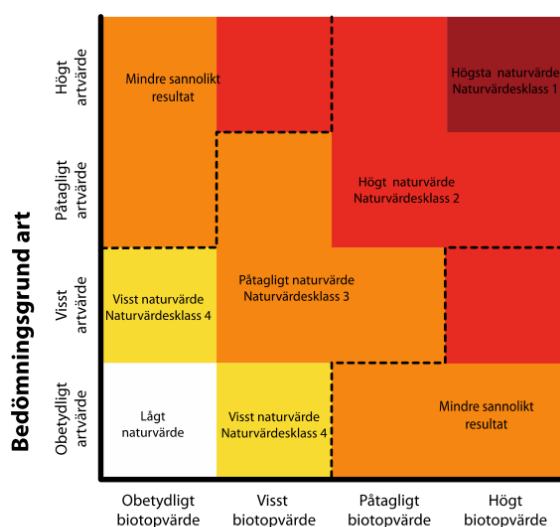 Bedömningsgrund art
Högt
artvärde
Påtagligt
artvärde
Visst
artvärde
Obetydligt
artvärde
Mindre sannolikt
resultat
Högsta naturvärde
Naturvärdesklass 1
Högt naturvärde
Naturvärdesklass 2
Påtagligt naturvärde
Naturvärdesklass 3
Visst naturvärde
Naturvärdesklass 4
Lågt
naturvärde
Visst naturvärde
Naturvärdesklass 4
Mindre sannolikt
resultat
Obetydligt
biotopvärde
Visst
biotopvärde
Påtagligt
biotopvärde
Högt
biotopvärde